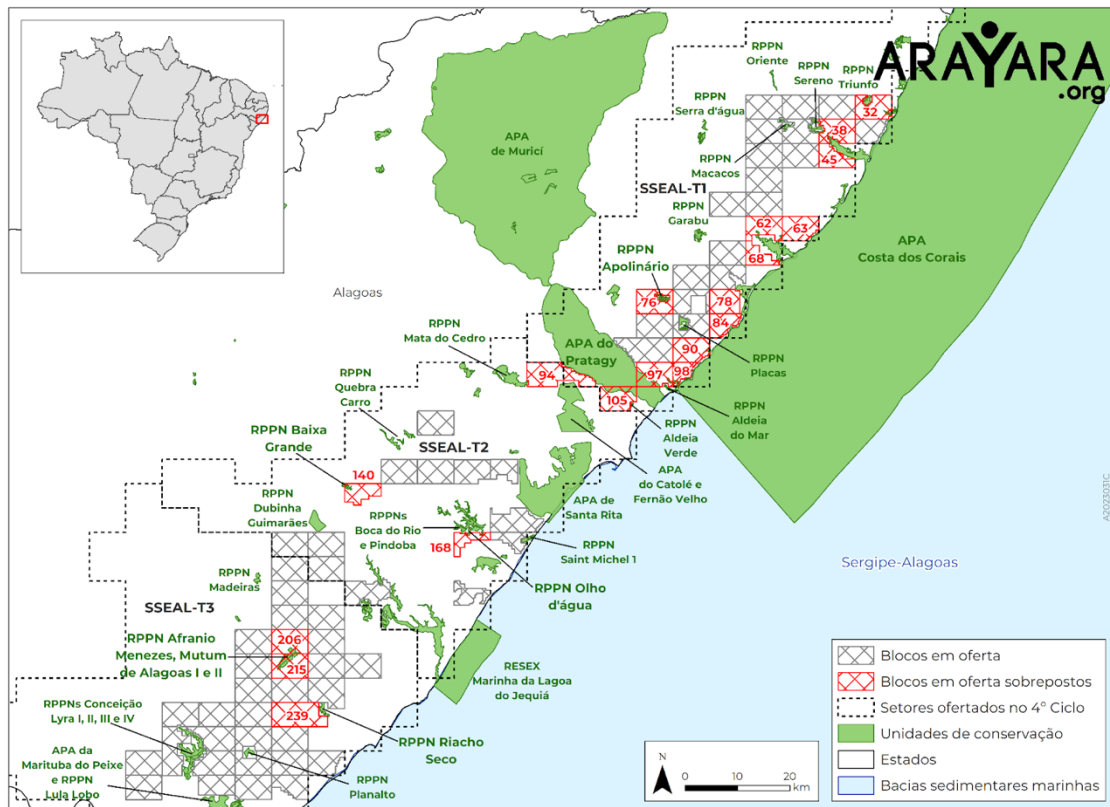 ARAYARA
.org
RPPN
Oriente
RPPN
Sereno
RPPN
Triunfo
32
RPPN
Serra d'água
38
APA
de Muricí
RPPN
Macacos
45
SSEAL-T1
RPPN
Garabu
62
63
APA
Costa dos Corais
68
RPPN
Apolinário
Alagoas
76
78
84
RPPN
Mata do Cedro
APA do
Pratagy
90
RPPN
Placas
94
97
98
105
RPPN
Quebra
Carro
RPPN
Aldeia
do Mar
RPPN
Aldeia
Verde
SSEAL-T2
RPPN Baixa
Grande
140
APA
do Catolé e
Fernão Velho
APA de
Santa Rita
RPPN
Dubinha
Guimarães
RPPNs
Boca do Rio
e Pindoba
168
RPPN
Saint Michel 1
A202303IC
Sergipe-Alagoas
RPPN
Madeiras
RPPN Olho
d'água
SSEAL-T3
RPPN Afranio
Menezes, Mutum
de Alagoas I e II
206
215
RESEX
Marinha da Lagoa
do Jequiá
RPPNs Conceição
Lyra I, II, III e IV
239
RPPN Riacho
Seco
APA da
Marituba do Peixe
e RPPN
Lula Lobo
RPPN
Planalto
N
0 10 20
km
Blocos em oferta
Blocos em oferta sobrepostos
Setores ofertados no 4º Ciclo
Unidades de conservação
Estados
Bacias sedimentares marinhas